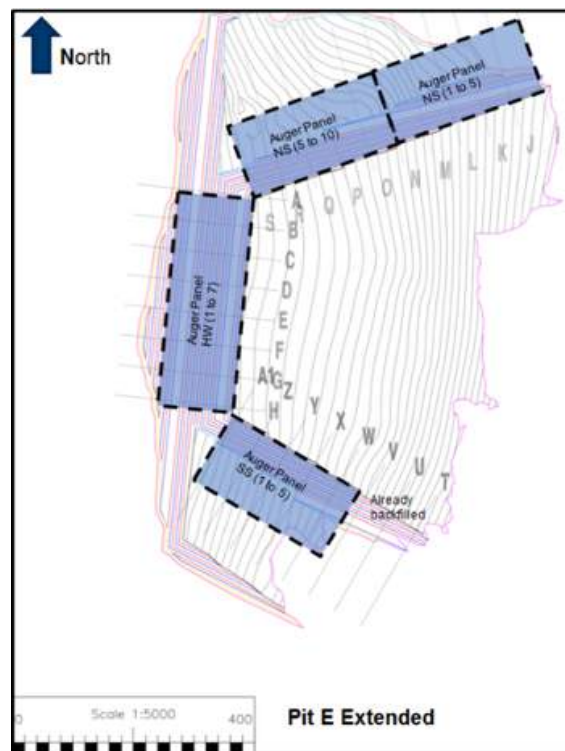 North
Auger Panel
NS (1 to 5)
Auger Panel
NS (5 to 10)
J
K
L
M
N
O
P
Q
R
S
A
B
C
D
E
F
G
H
Auger Panel
HW (1 to 7)
A1
Z
Y
X
W
V
U
T
Auger Panel
SS (1 to 5)
Already
backfilled
0 Scale 1:5000 400
Pit E Extended